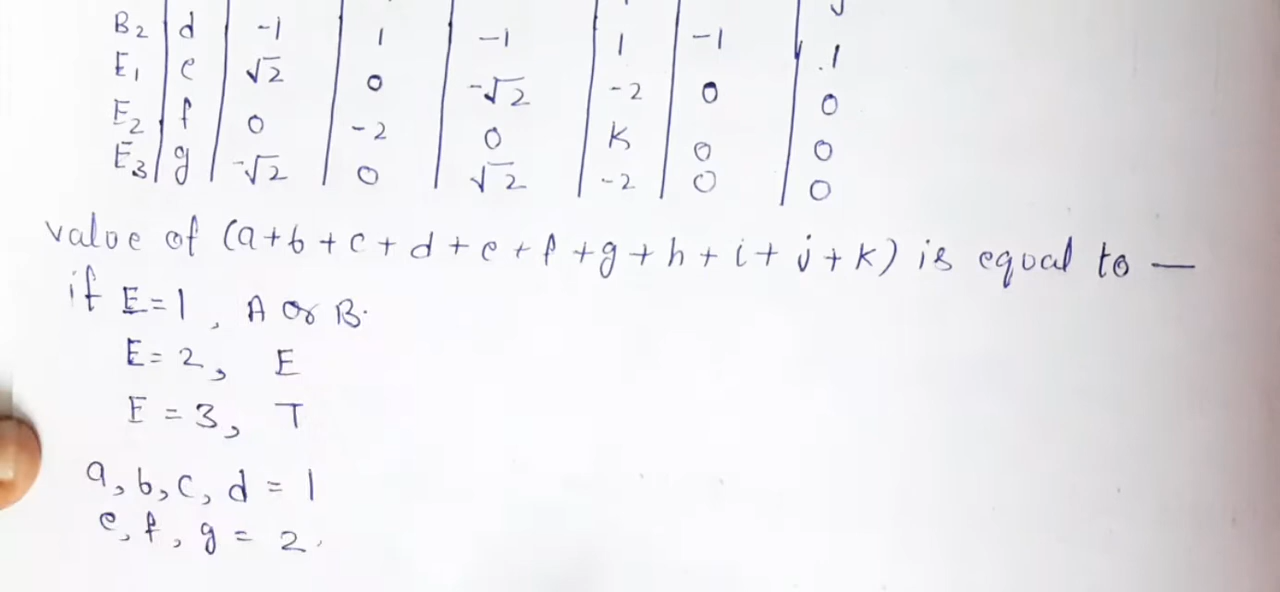 B2 | d | -1 | 1 | -1 | 1 | -1 | 1
E1 | e | √2 | 0 | -√2 | -2 | 0 | 0
E2 | f | 0 | -2 | 0 | k | 0 | 0
E3 | g | -√2 | 0 | √2 | -2 | 0 | 0
value of (a+b+c+d+e+f+g+h+i+j+k) is equal to —
if E=1, A or B.
E=2, E
E=3, T
a,b,c,d = 1
e,f,g = 2.